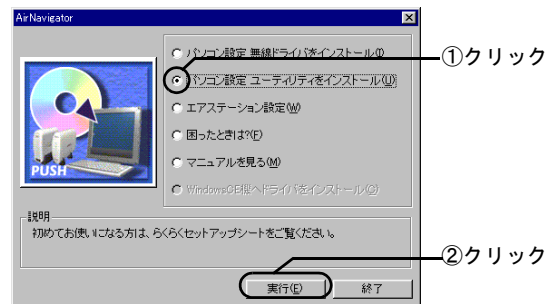 AirNavigator
パソコン設定 無線ドライバをインストール(I)
①クリック
パソコン設定 ユーティリティをインストール(U)
エアステーション設定(W)
困ったときは?(F)
マニュアルを見る(M)
WindowsCE機へドライバをインストール(C)
PUSH
説明
初めてお使いになる方は、らくらくセットアップシートをご覧ください。
②クリック
実行(E)
終了